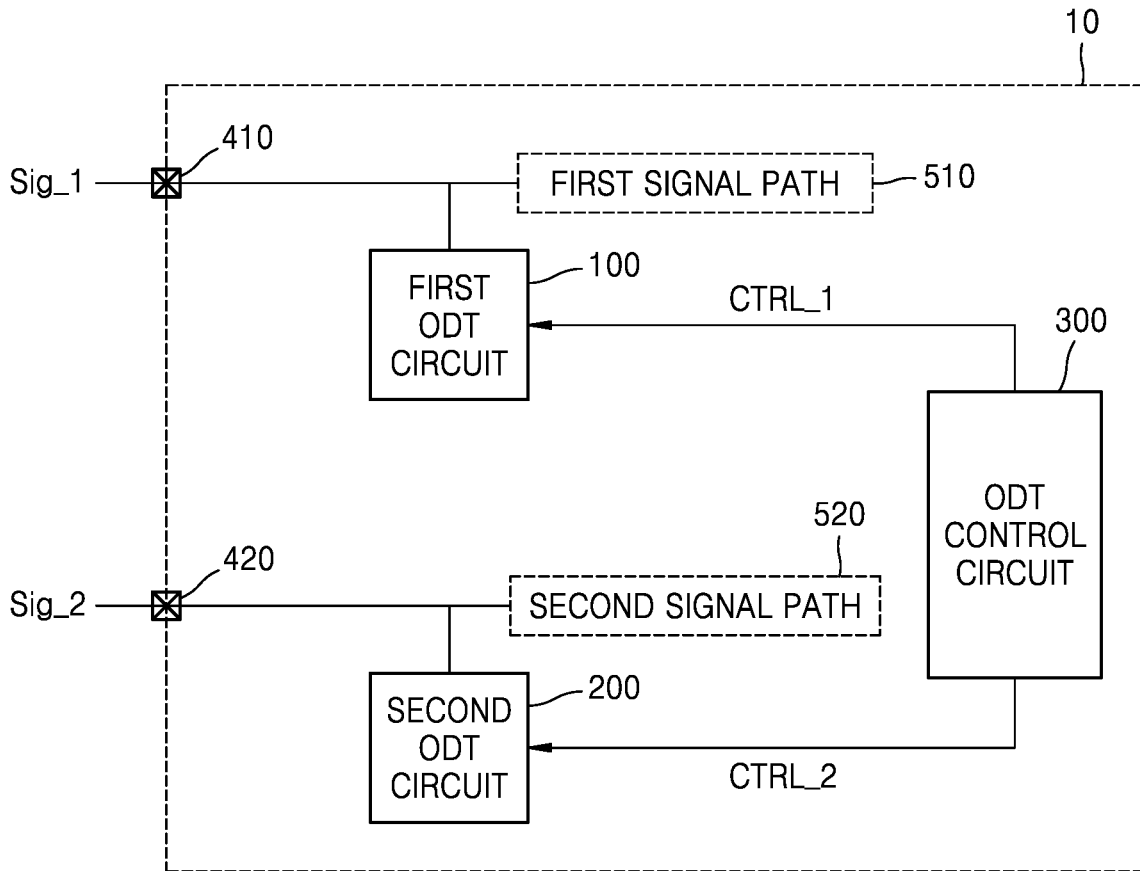 10
410
Sig_1
FIRST SIGNAL PATH
510
100
FIRST
ODT
CIRCUIT
CTRL_1
300
ODT
CONTROL
CIRCUIT
520
420
Sig_2
SECOND SIGNAL PATH
200
SECOND
ODT
CIRCUIT
CTRL_2